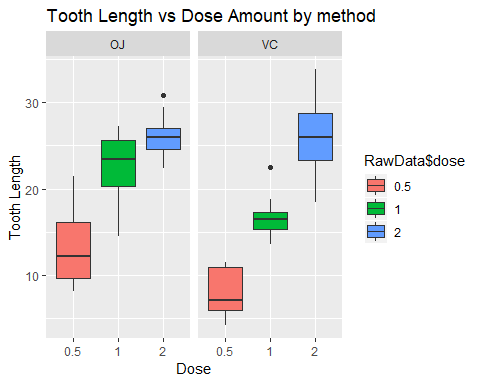 Tooth Length vs Dose Amount by method
OJ
VC
Tooth Length
30
20
10
0.5
1
2
0.5
1
2
Dose
RawData$dose
0.5
1
2